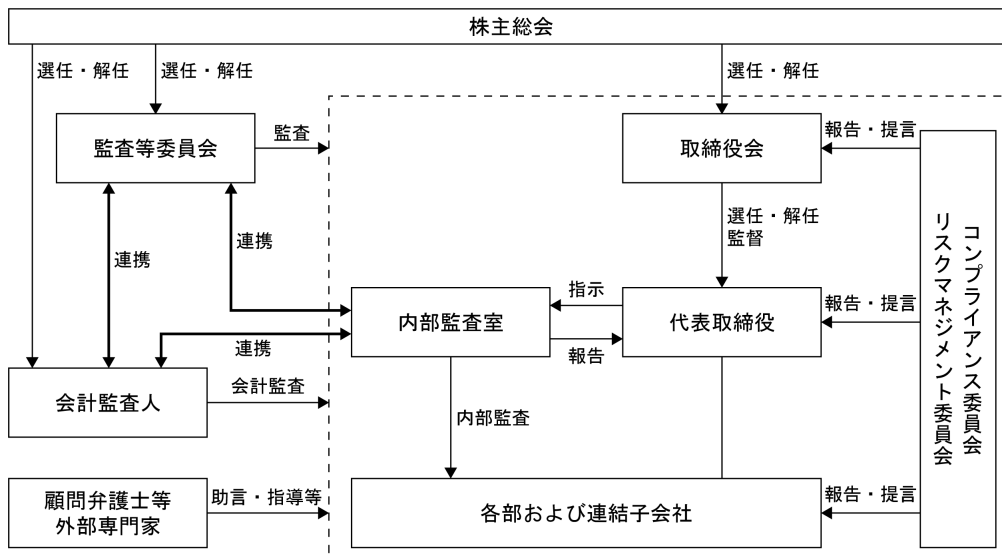 株主総会
選任・解任
選任・解任
選任・解任
監査等委員会
監査
取締役会
報告・提言
連携
連携
選任・解任
監督
コンプライアンス委員会
リスクマネジメント委員会
内部監査室
指示
報告
代表取締役
報告・提言
連携
会計監査人
会計監査
内部監査
顧問弁護士等
外部専門家
助言・指導等
各部および連結子会社
報告・提言